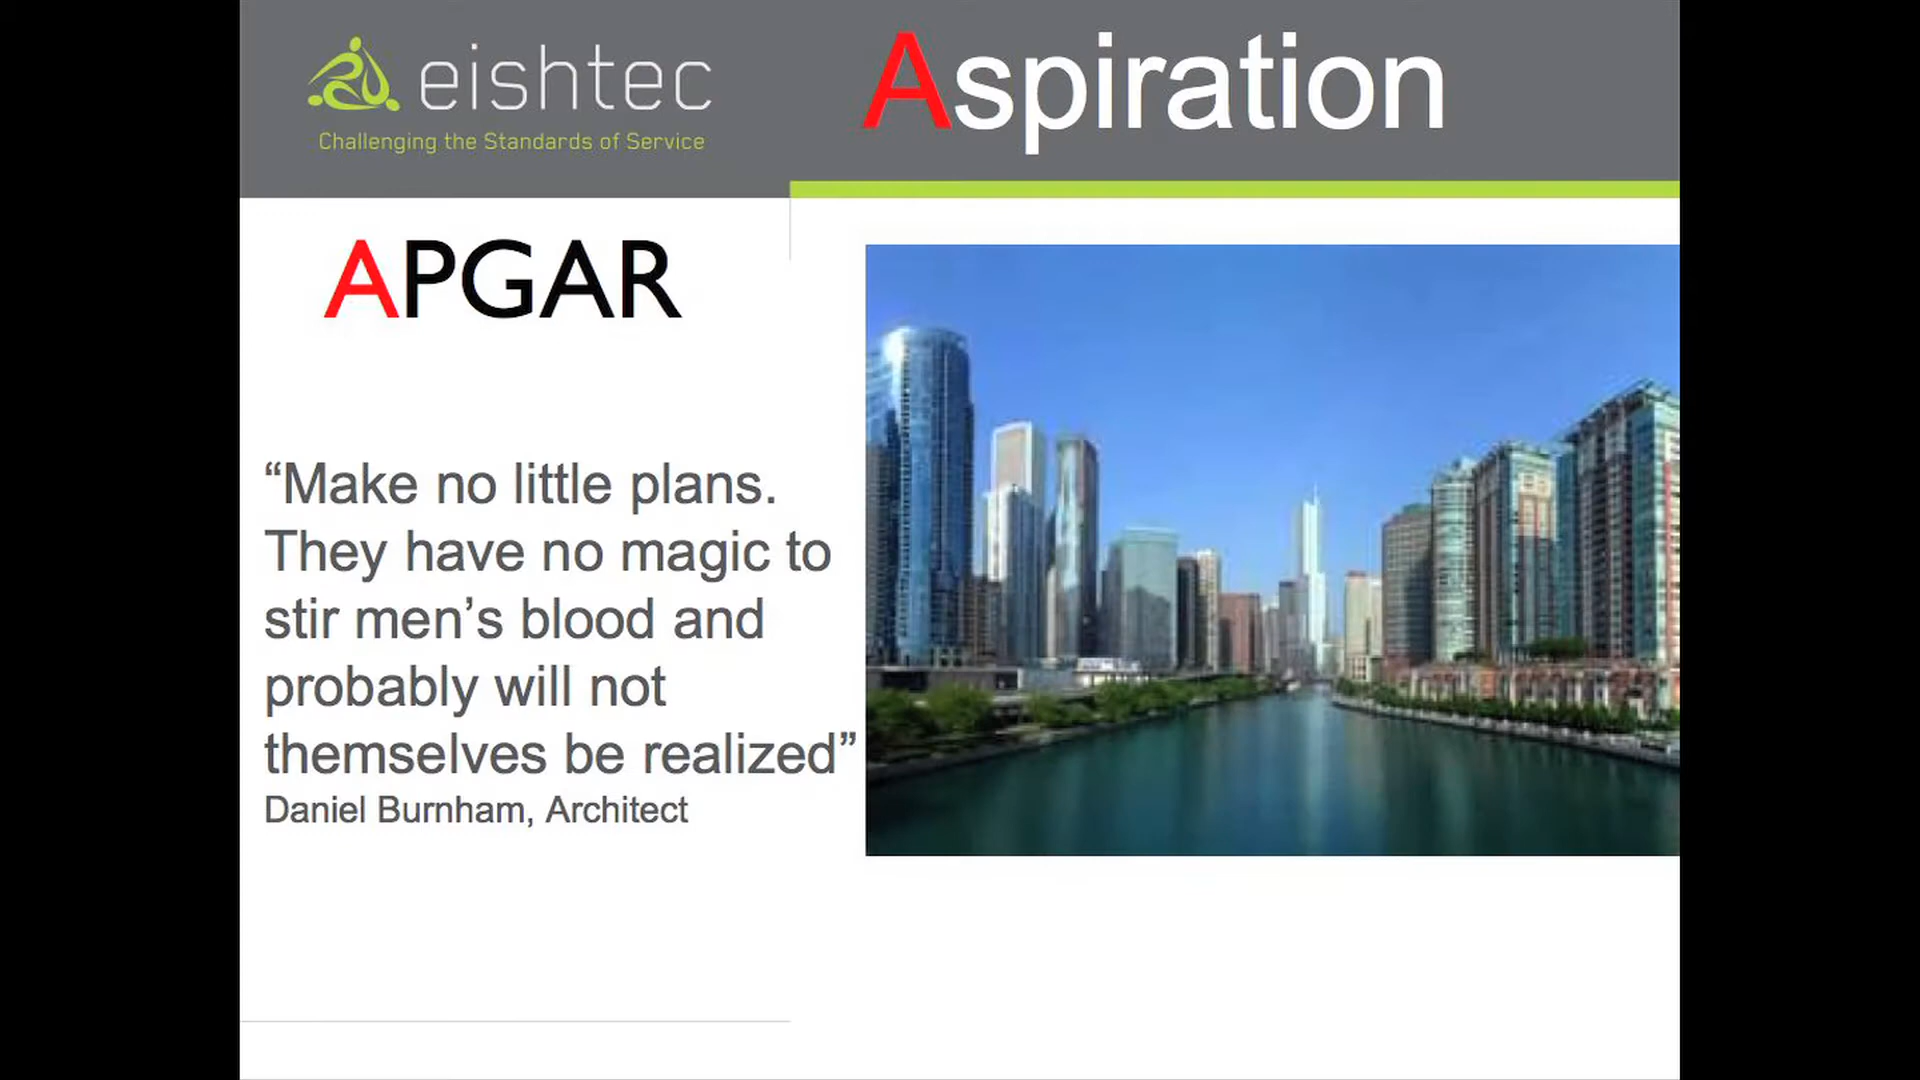 eishtec
Challenging the Standards of Service
Aspiration
APGAR
“Make no little plans.
They have no magic to
stir men’s blood and
probably will not
themselves be realized”
Daniel Burnham, Architect